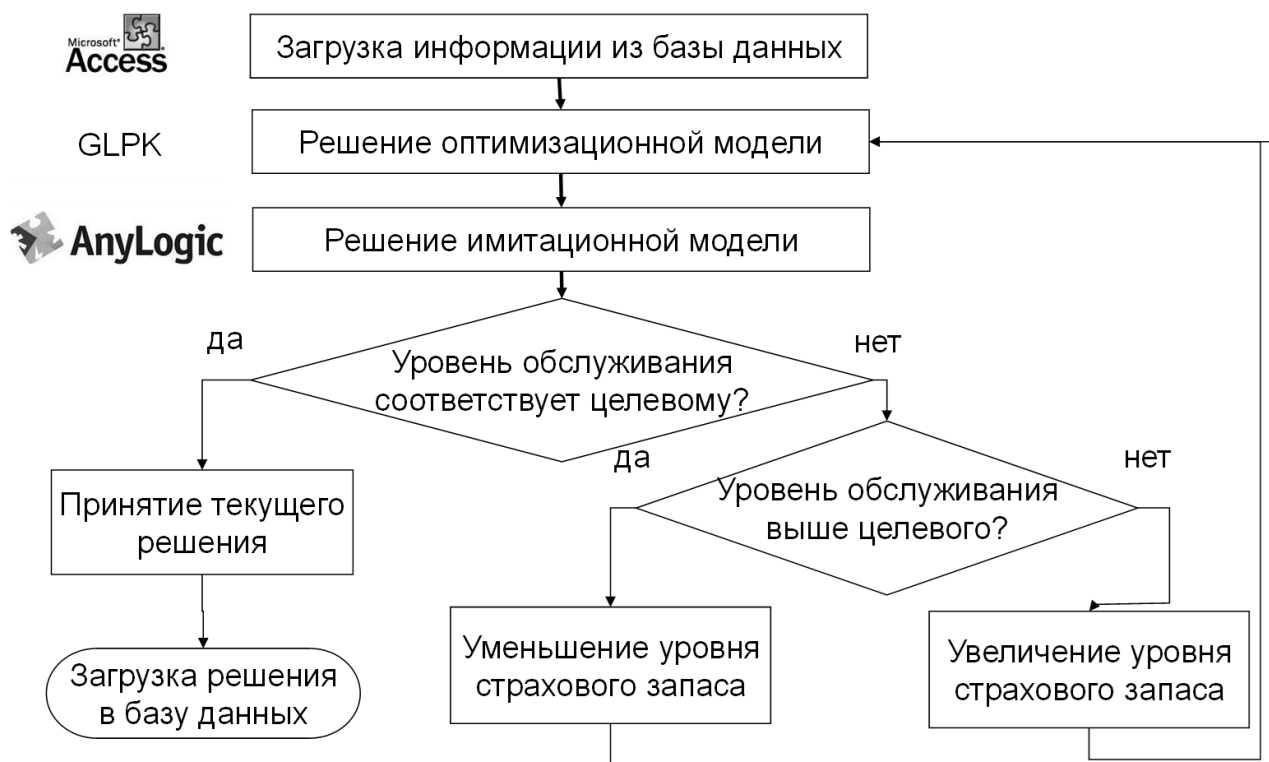 Microsoft®
Access
Загрузка информации из базы данных
GLPK
Решение оптимизационной модели
AnyLogic
Решение имитационной модели
да
нет
Уровень обслуживания
соответствует целевому?
да
нет
Уровень обслуживания
выше целевого?
Принятие текущего
решения
Уменьшение уровня
страхового запаса
Увеличение уровня
страхового запаса
Загрузка решения
в базу данных